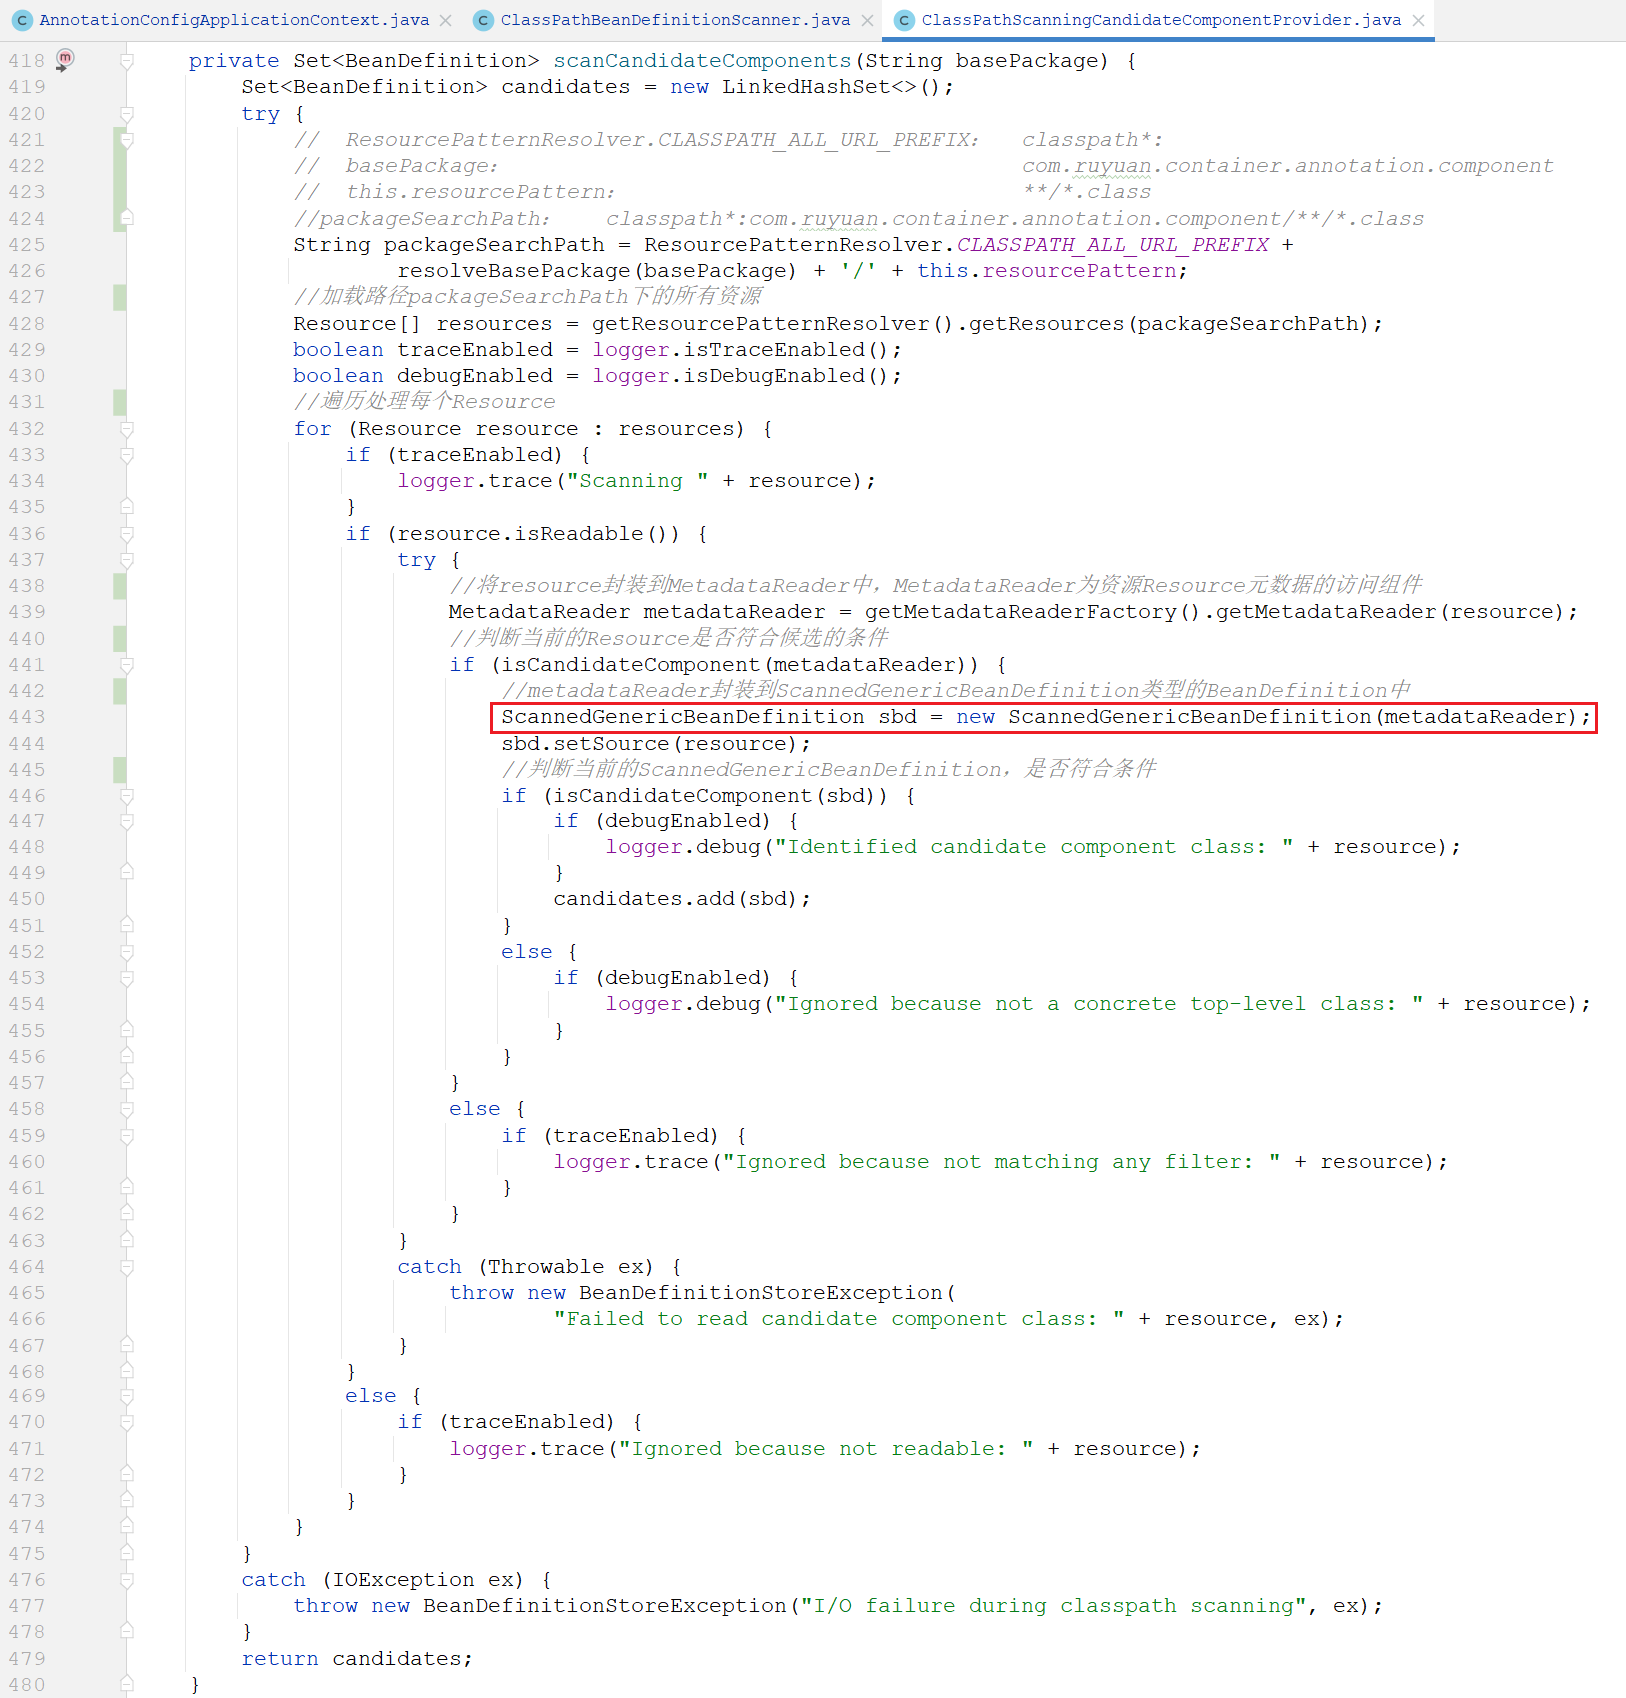 AnnotationConfigApplicationContext.java ClassPathBeanDefinitionScanner.java ClassPathScanningCandidateComponentProvider.java
418 private Set<BeanDefinition> scanCandidateComponents(String basePackage) {
419 Set<BeanDefinition> candidates = new LinkedHashSet<>();
420 try {
421 // ResourcePatternResolver.CLASSPATH_ALL_URL_PREFIX: classpath*:
422 // basePackage: com.ruyuan.container.annotation.component
423 // this.resourcePattern: **/*.class
424 //packageSearchPath: classpath*:com.ruyuan.container.annotation.component/**/*.class
425 String packageSearchPath = ResourcePatternResolver.CLASSPATH_ALL_URL_PREFIX +
426 resolveBasePackage(basePackage) + '/' + this.resourcePattern;
427 //加载路径packageSearchPath下的所有资源
428 Resource[] resources = getResourcePatternResolver().getResources(packageSearchPath);
429 boolean traceEnabled = logger.isTraceEnabled();
430 boolean debugEnabled = logger.isDebugEnabled();
431 //遍历处理每个Resource
432 for (Resource resource : resources) {
433 if (traceEnabled) {
434 logger.trace("Scanning " + resource);
435 }
436 if (resource.isReadable()) {
437 try {
438 //将resource封装到MetadataReader中，MetadataReader为资源Resource元数据的访问组件
439 MetadataReader metadataReader = getMetadataReaderFactory().getMetadataReader(resource);
440 //判断当前的Resource是否符合候选的条件
441 if (isCandidateComponent(metadataReader)) {
442 //metadataReader封装到ScannedGenericBeanDefinition类型的BeanDefinition中
443 ScannedGenericBeanDefinition sbd = new ScannedGenericBeanDefinition(metadataReader);
444 sbd.setSource(resource);
445 //判断当前的ScannedGenericBeanDefinition，是否符合条件
446 if (isCandidateComponent(sbd)) {
447 if (debugEnabled) {
448 logger.debug("Identified candidate component class: " + resource);
449 }
450 candidates.add(sbd);
451 }
452 else {
453 if (debugEnabled) {
454 logger.debug("Ignored because not a concrete top-level class: " + resource);
455 }
456 }
457 }
458 else {
459 if (traceEnabled) {
460 logger.trace("Ignored because not matching any filter: " + resource);
461 }
462 }
463 }
464 catch (Throwable ex) {
465 throw new BeanDefinitionStoreException(
466 "Failed to read candidate component class: " + resource, ex);
467 }
468 }
469 else {
470 if (traceEnabled) {
471 logger.trace("Ignored because not readable: " + resource);
472 }
473 }
474 }
475 }
476 catch (IOException ex) {
477 throw new BeanDefinitionStoreException("I/O failure during classpath scanning", ex);
478 }
479 return candidates;
480 }